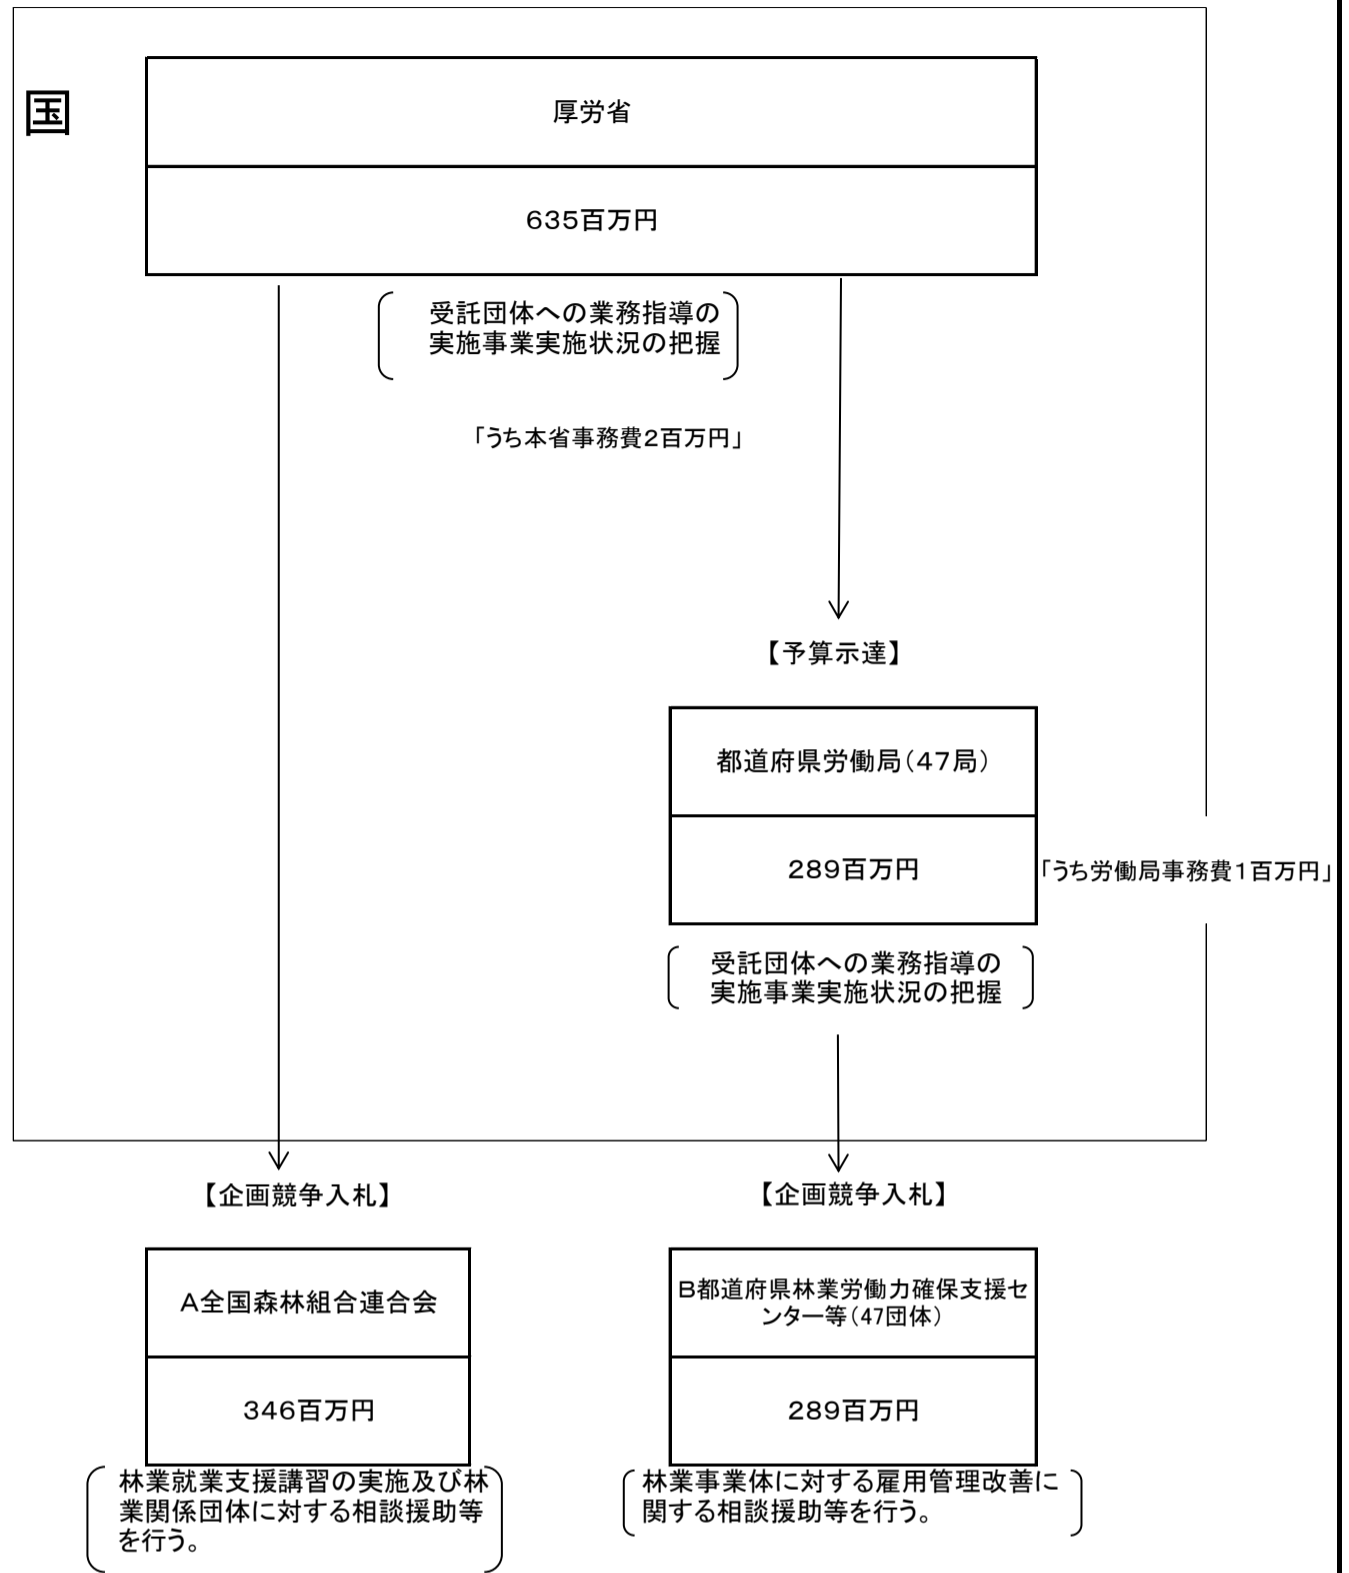 国
厚労省
635百万円
受託団体への業務指導の
実施事業実施状況の把握
「うち本省事務費2百万円」
【予算示達】
都道府県労働局（47局）
289百万円
「うち労働局事務費1百万円」
受託団体への業務指導の
実施事業実施状況の把握
【企画競争入札】
【企画競争入札】
A全国森林組合連合会
346百万円
林業就業支援講習の実施及び林
業関係団体に対する相談援助等
を行う。
B都道府県林業労働力確保支援セ
ンター等（47団体）
289百万円
林業事業体に対する雇用管理改善に
関する相談援助等を行う。